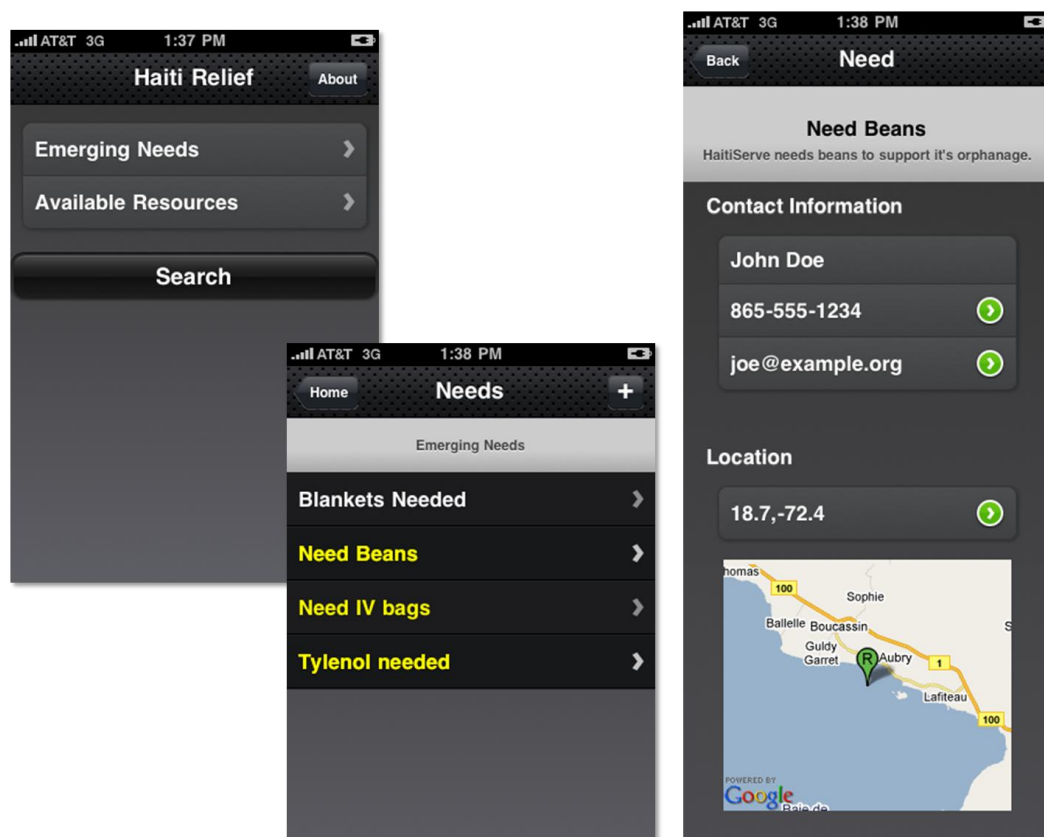 AT&T 3G 1:37 PM
Haiti Relief About
Emerging Needs
Available Resources
Search
AT&T 3G 1:38 PM
Home Needs +
Emerging Needs
Blankets Needed
Need Beans
Need IV bags
Tylenol needed
AT&T 3G 1:38 PM
Back Need
Need Beans
HaitiServe needs beans to support it's orphanage.
Contact Information
John Doe
865-555-1234
joe@example.org
Location
18.7,-72.4
homas
100
Sophie
Ballelle Boucassin
S
Guldy
Garret
R Aubry
1
Lafiteau
100
POWERED BY
Google
Baie de